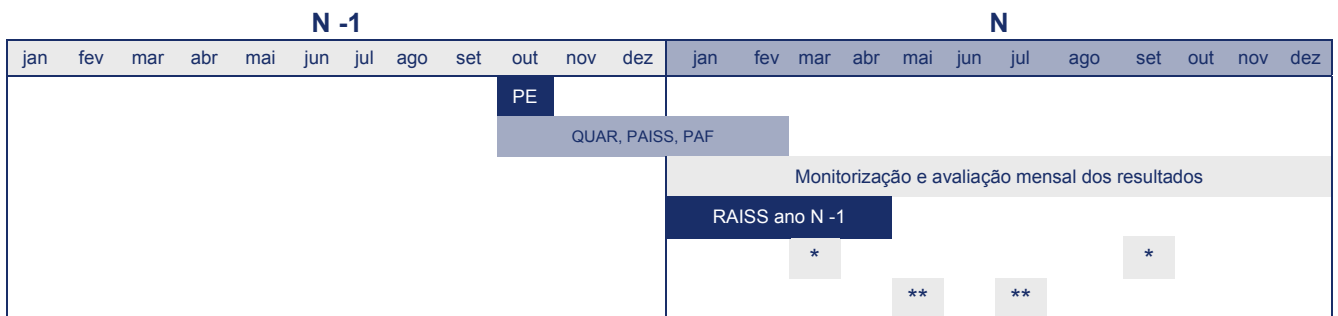 N -1 N
jan fev mar abr mai jun jul ago set out nov dez jan fev mar abr mai jun jul ago set out nov dez
PE
QUAR, PAISS, PAF
Monitorização e avaliação mensal dos resultados
RAISS ano N -1
* *
** **